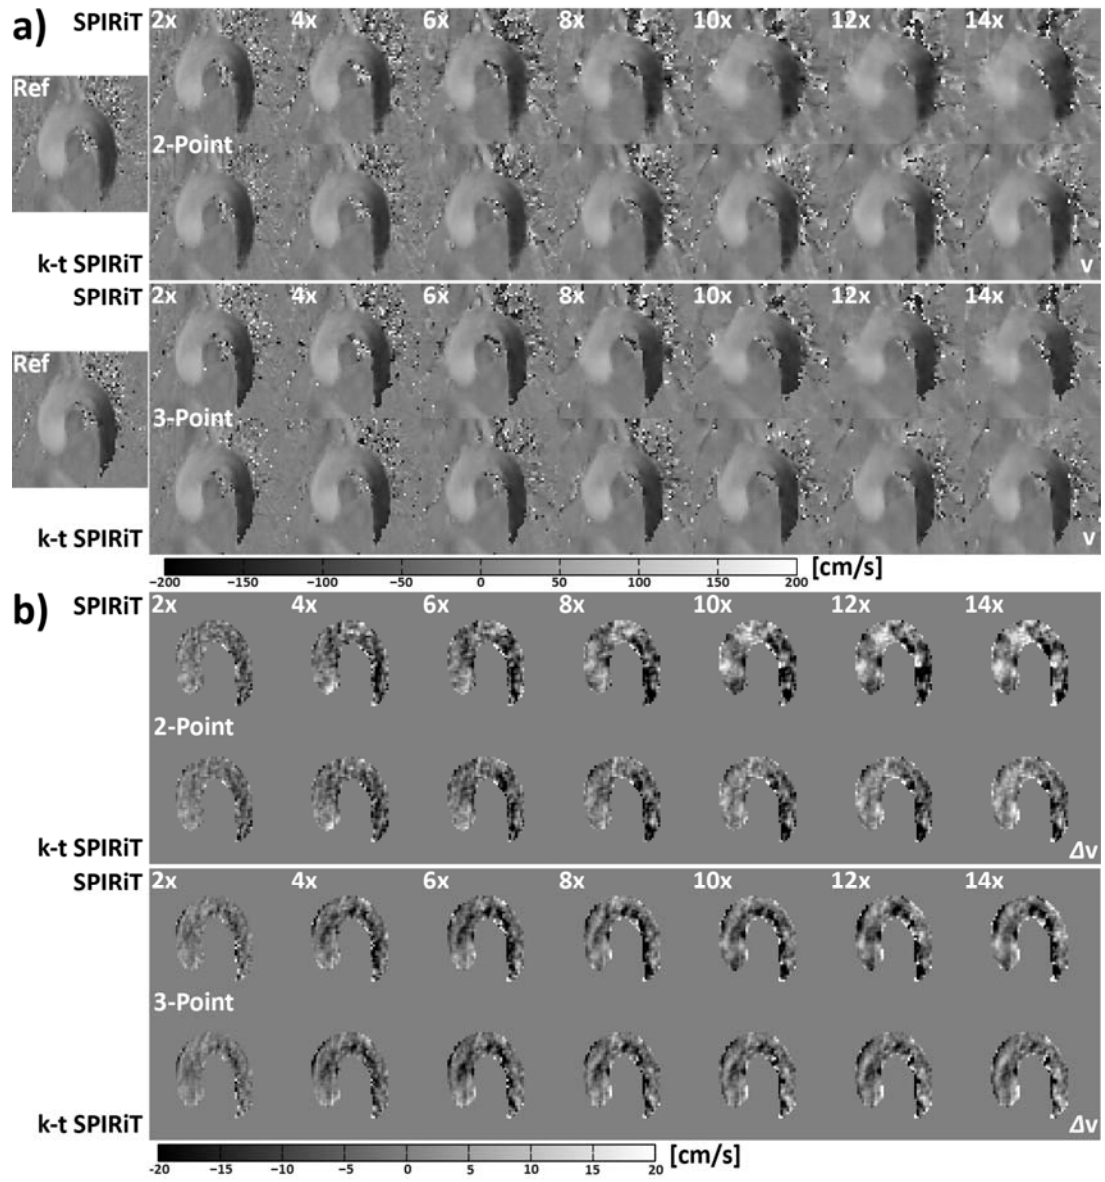 a) SPIRiT 2x 4x 6x 8x 10x 12x 14x
Ref
2-Point
k-t SPIRiT v
SPIRiT 2x 4x 6x 8x 10x 12x 14x
Ref
3-Point
k-t SPIRiT v
−200 −150 −100 −50 0 50 100 150 200 [cm/s]
b) SPIRiT 2x 4x 6x 8x 10x 12x 14x
2-Point
k-t SPIRiT Δv
SPIRiT 2x 4x 6x 8x 10x 12x 14x
3-Point
k-t SPIRiT Δv
-20 −15 −10 −5 0 5 10 15 20 [cm/s]